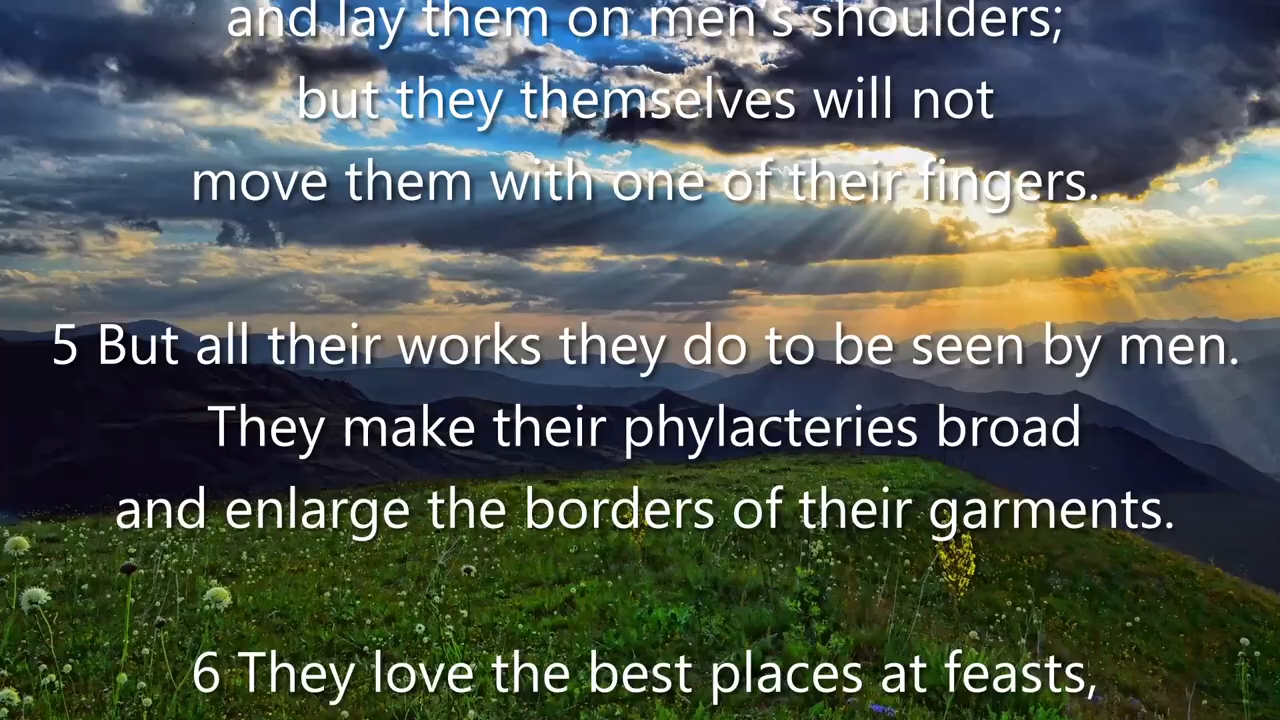 and lay them on men's shoulders;
but they themselves will not
move them with one of their fingers.
5 But all their works they do to be seen by men.
They make their phylacteries broad
and enlarge the borders of their garments.
6 They love the best places at feasts,